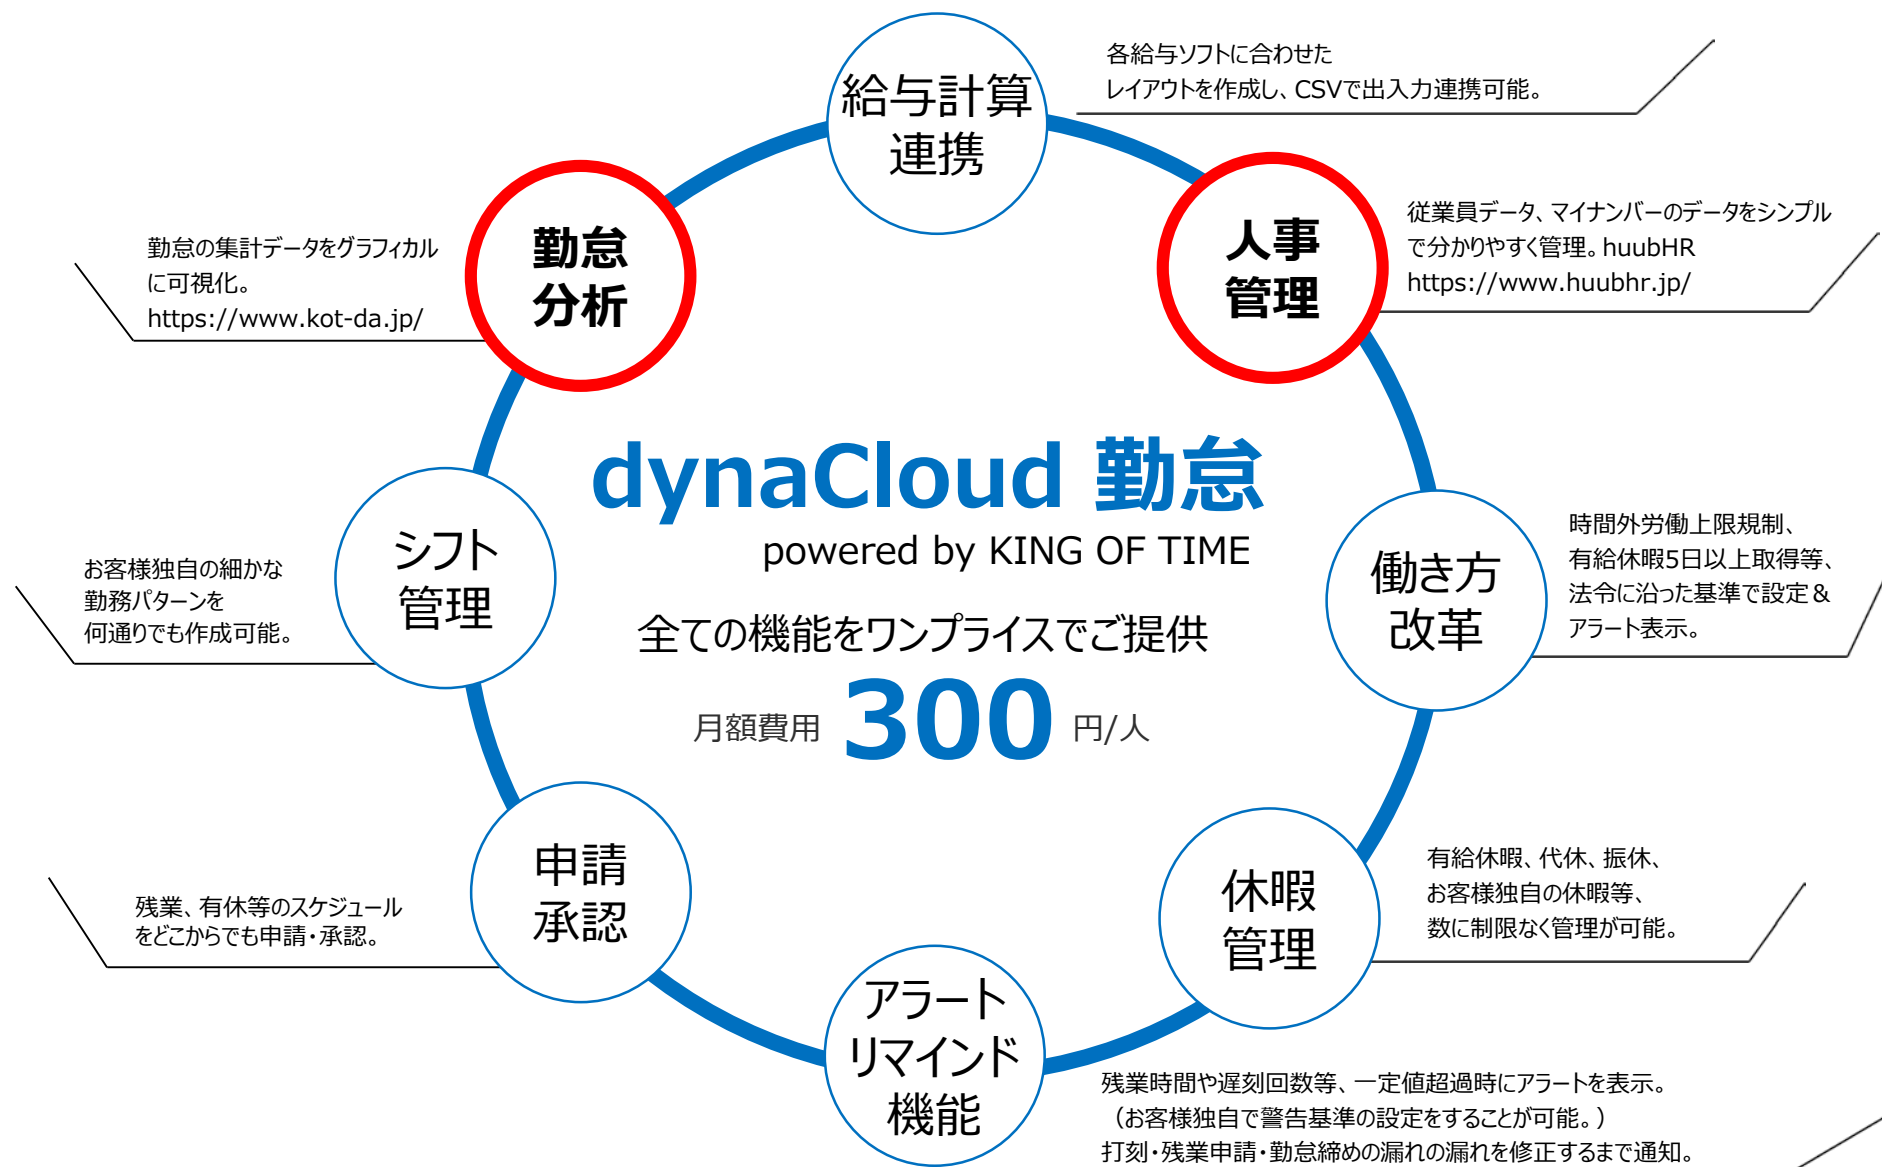 給与計算
連携
各給与ソフトに合わせた
レイアウトを作成し、CSVで出入力連携可能。
勤怠
分析
勤怠の集計データをグラフィカル
に可視化。
https://www.kot-da.jp/
人事
管理
従業員データ、マイナンバーのデータをシンプル
で分かりやすく管理。huubHR
https://www.huubhr.jp/
dynaCloud 勤怠
powered by KING OF TIME
全ての機能をワンプライスでご提供
月額費用 300 円/人
シフト
管理
お客様独自の細かな
勤務パターンを
何通りでも作成可能。
働き方
改革
時間外労働上限規制、
有給休暇5日以上取得等、
法令に沿った基準で設定＆
アラート表示。
申請
承認
残業、有休等のスケジュール
をどこからでも申請・承認。
休暇
管理
有給休暇、代休、振休、
お客様独自の休暇等、
数に制限なく管理が可能。
アラート
リマインド
機能
残業時間や遅刻回数等、一定値超過時にアラートを表示。
（お客様独自で警告基準の設定をすることが可能。）
打刻・残業申請・勤怠締めの漏れの漏れを修正するまで通知。